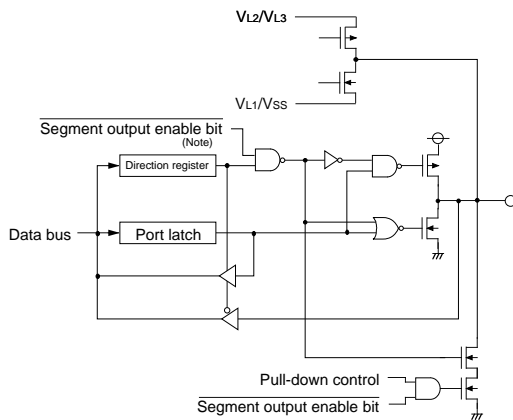 VL2/VL3
VL1/VSS
Segment output enable bit
(Note)
Direction register
Data bus
Port latch
Pull-down control
Segment output enable bit